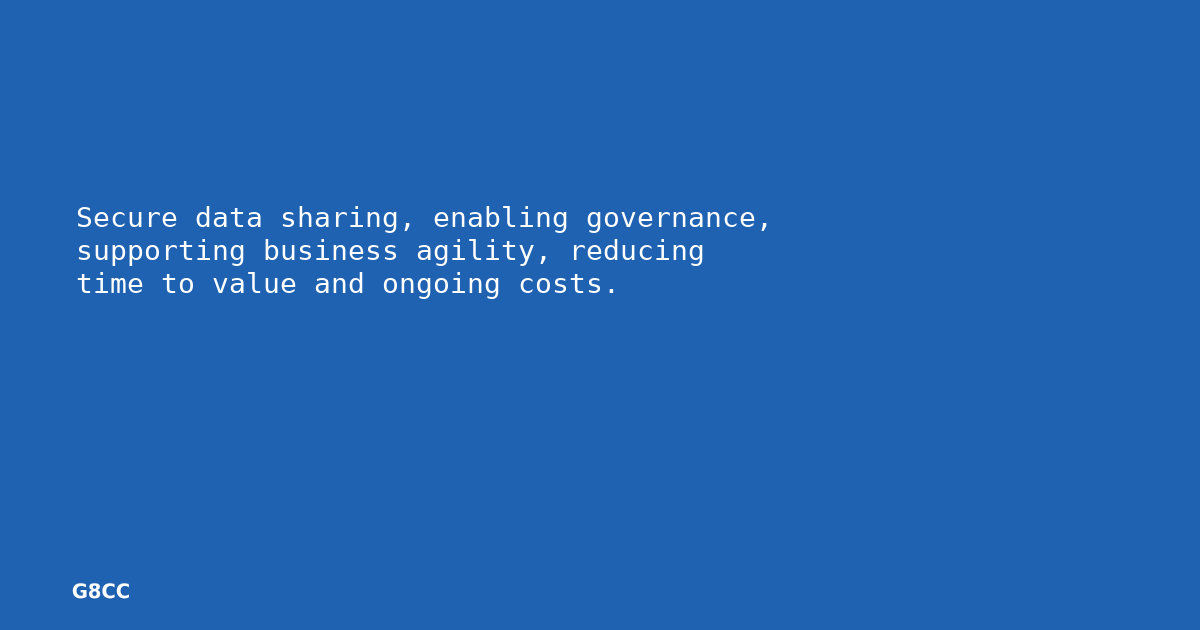 Secure data sharing, enabling governance,
supporting business agility, reducing
time to value and ongoing costs.
G8CC